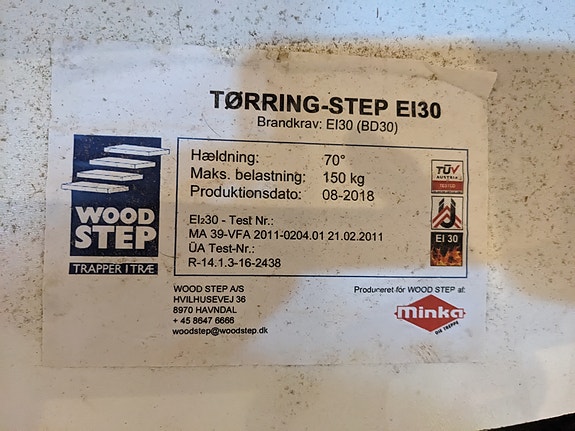 TØRRING-STEP EI30
Brandkrav: EI30 (BD30)
WOOD
STEP
TRAPPER I TRÆ
Hældning: 70°
Maks. belastning: 150 kg
Produktionsdato: 08-2018
EI₂30 - Test Nr.:
MA 39-VFA 2011-0204.01 21.02.2011
ÜA Test-Nr.:
R-14.1.3-16-2438
TÜV
AUSTRIA
EI 30
WOOD STEP A/S
HVILHUSEVEJ 36
8970 HAVNDAL
+ 45 8647 6666
woodstep@woodstep.dk
Produceret for WOOD STEP af:
Minka
DIE TREPPE